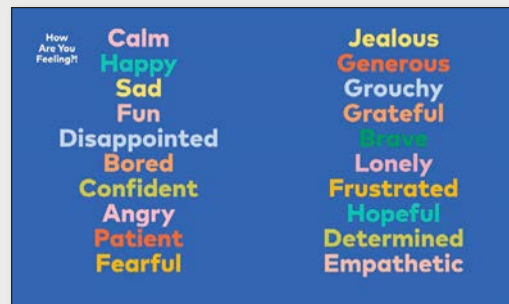 How
Are You
Feeling?!
Calm
Happy
Sad
Fun
Disappointed
Bored
Confident
Angry
Patient
Fearful
Jealous
Generous
Grouchy
Grateful
Brave
Lonely
Frustrated
Hopeful
Determined
Empathetic